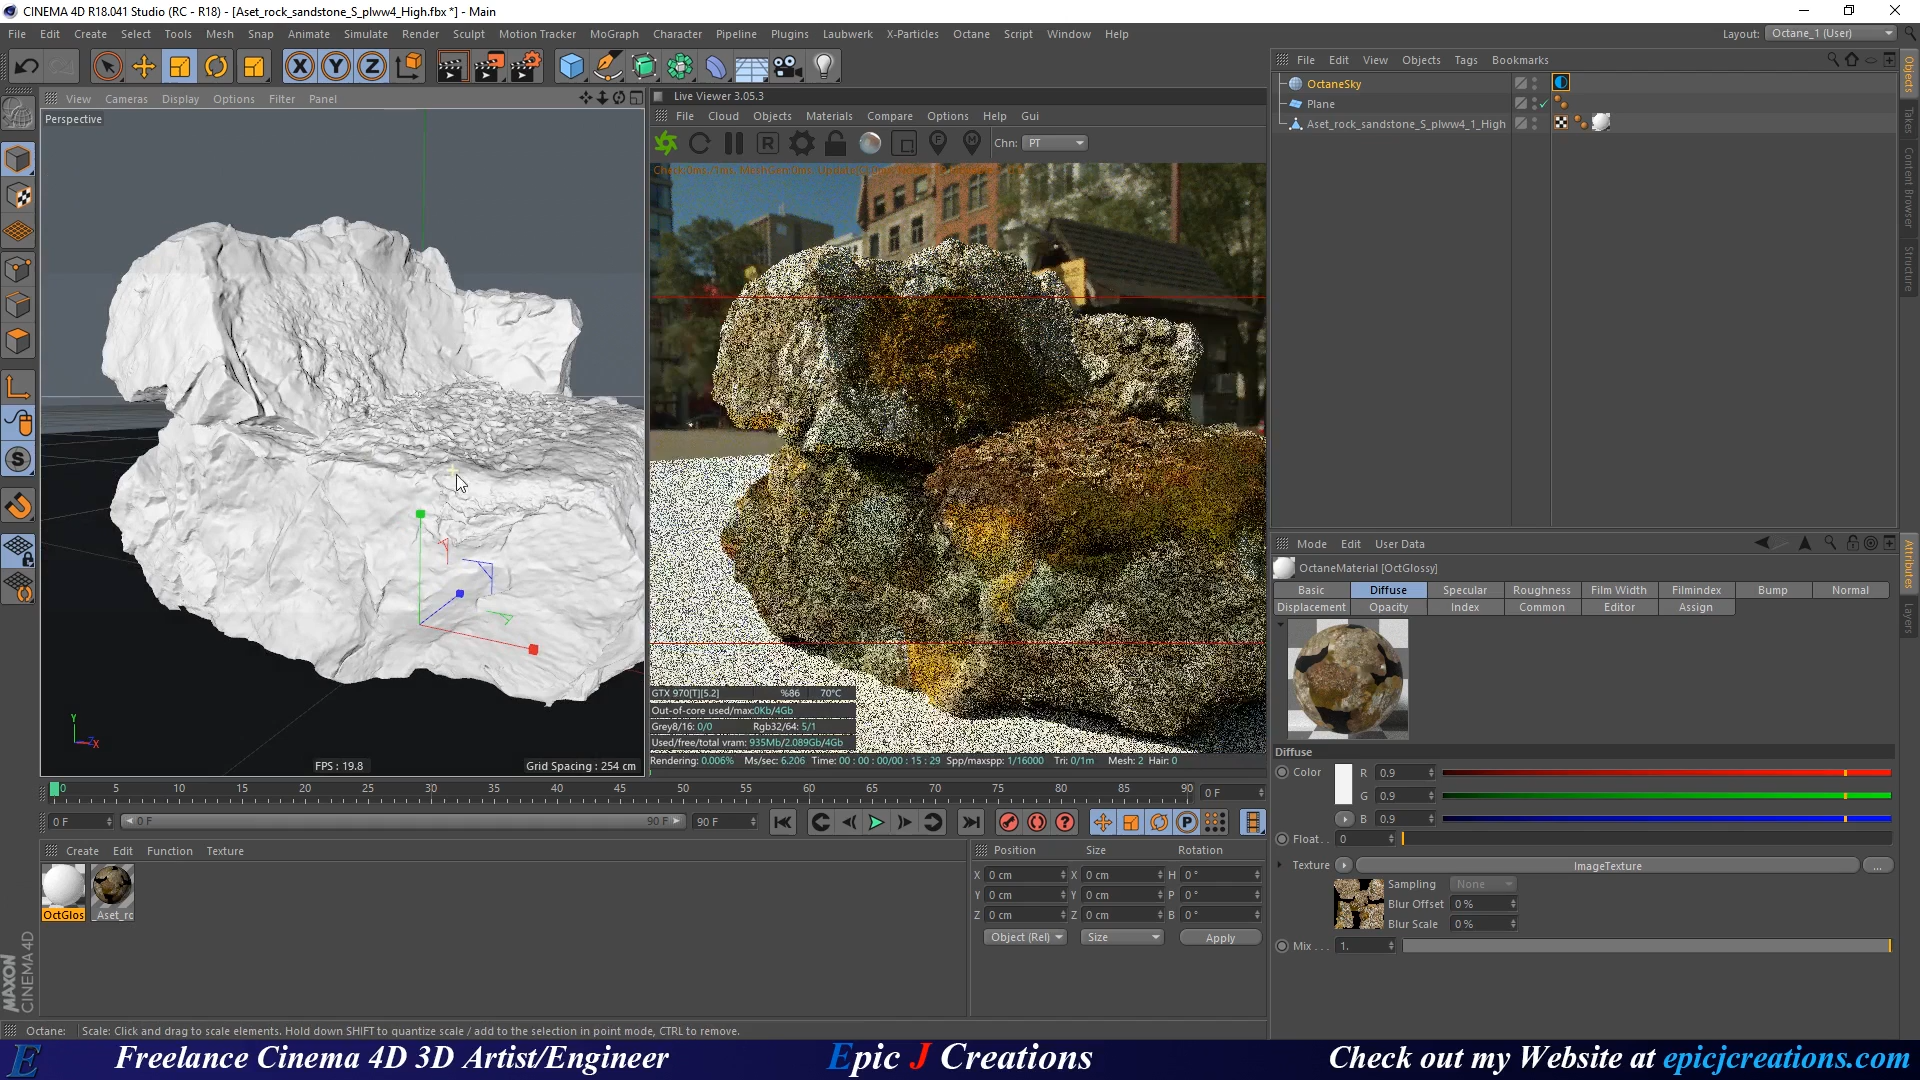 CINEMA 4D R18.041 Studio (RC - R18) - [Aset_rock_sandstone_S_plww4_High.fbx *] - Main
File Edit Create Select Tools Mesh Snap Animate Simulate Render Sculpt Motion Tracker MoGraph Character Pipeline Plugins Laubwerk X-Particles Octane Script Window Help
Layout: Octane_1 (User)
View Cameras Display Options Filter Panel
Perspective
Live Viewer 3.05.3
File Cloud Objects Materials Compare Options Help Gui
Chn: PT
File Edit View Objects Tags Bookmarks
OctaneSky
Plane
Aset_rock_sandstone_S_plww4_1_High
Objects
Takes
Content Browser
Structure
GTX 970[T][5.2] %86 70°C
Out-of-core used/max:0Kb/4Gb
Grey8/16: 0/0 Rgb32/64: 5/1
Used/free/total vram: 935Mb/2.089Gb/4Gb
Rendering: 0.006% Ms/sec: 6.206 Time: 00 : 00 : 00/00 : 15 : 29 Spp/maxspp: 1/16000 Tri: 0/1m Mesh: 2 Hair: 0
Y
X
FPS : 19.8
Grid Spacing : 254 cm
Mode Edit User Data
OctaneMaterial [OctGlossy]
Basic Diffuse Specular Roughness Film Width Filmindex Bump Normal
Displacement Opacity Index Common Editor Assign
Attributes
Layers
Diffuse
Color R 0.9
G 0.9
B 0.9
Float . . 0
Texture ImageTexture ...
Sampling None
Blur Offset 0 %
Blur Scale 0 %
Mix . . . 1.
0 5 10 15 20 25 30 35 40 45 50 55 60 65 70 75 80 85 90 0 F
0 F 0 F 90 F 90 F
Create Edit Function Texture
OctGlos Aset_rc
Position Size Rotation
X 0 cm X 0 cm H 0 °
Y 0 cm Y 0 cm P 0 °
Z 0 cm Z 0 cm B 0 °
Object (Rel) Size Apply
MAXON
CINEMA 4D
Octane: Scale: Click and drag to scale elements. Hold down SHIFT to quantize scale / add to the selection in point mode, CTRL to remove.
E Freelance Cinema 4D 3D Artist/Engineer Epic J Creations Check out my Website at epicjcreations.com